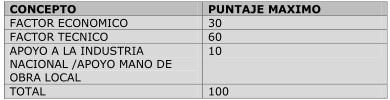 CONCEPTO PUNTAJE MAXIMO
FACTOR ECONOMICO 30
FACTOR TECNICO 60
APOYO A LA INDUSTRIA 10
NACIONAL /APOYO MANO DE
OBRA LOCAL
TOTAL 100